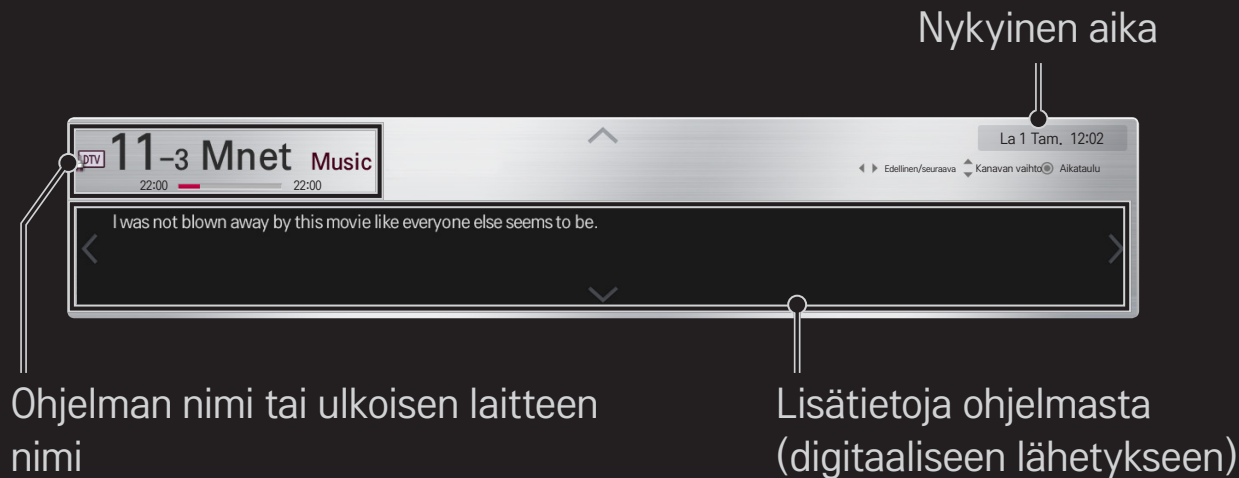 Nykyinen aika
La 1 Tam, 12:02
DTV 11-3 Mnet Music
◀ ▶ Edellinen/seuraava Kanavan vaihto Aikataulu
22:00 22:00
I was not blown away by this movie like everyone else seems to be.
Ohjelman nimi tai ulkoisen laitteen
nimi
Lisätietoja ohjelmasta
(digitaaliseen lähetykseen)